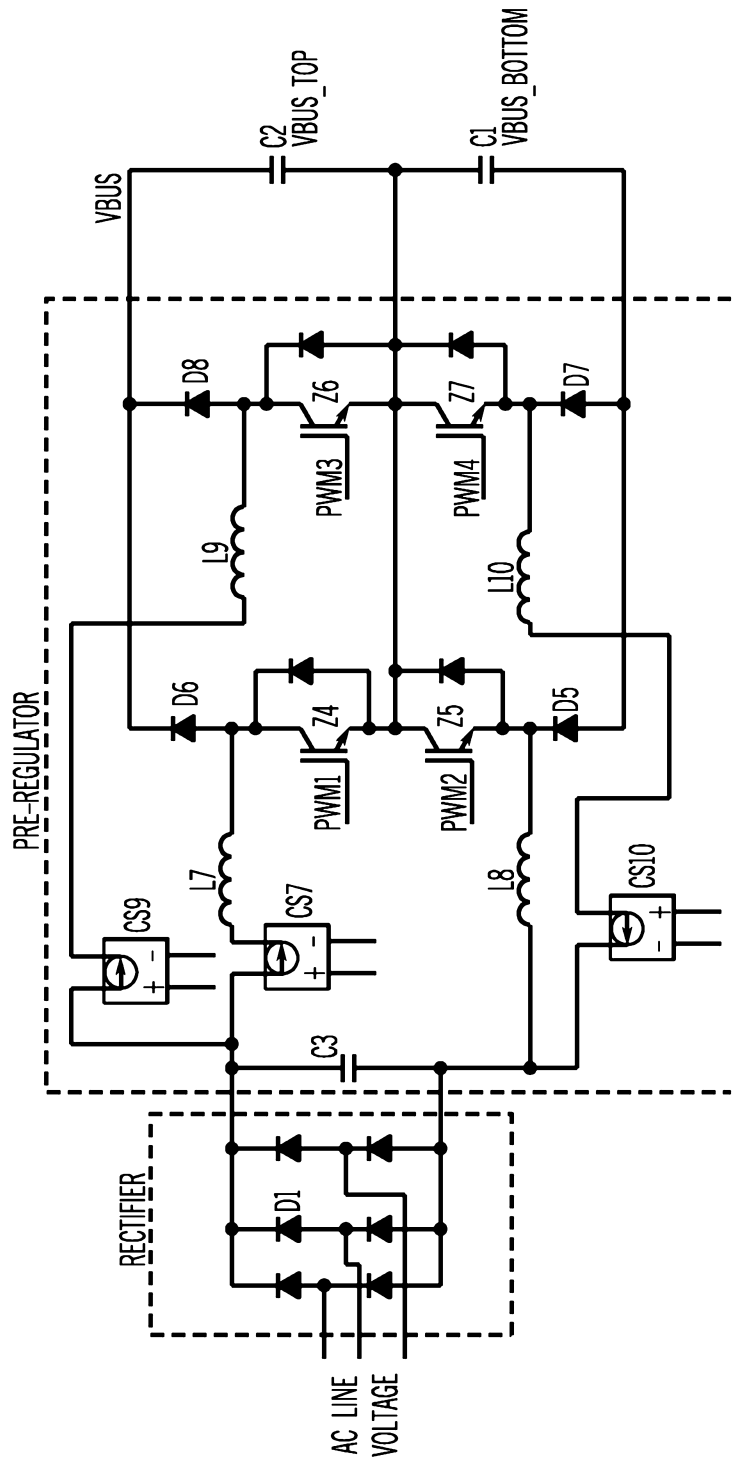 PRE-REGULATOR
RECTIFIER
AC LINE
VOLTAGE
D1
C3
CS9
+ -
CS7
+ -
CS10
- +
L7
L8
L9
L10
D6
D5
D8
D7
PWM1
Z4
PWM2
Z5
PWM3
Z6
PWM4
Z7
VBUS
C2
VBUS_TOP
C1
VBUS_BOTTOM